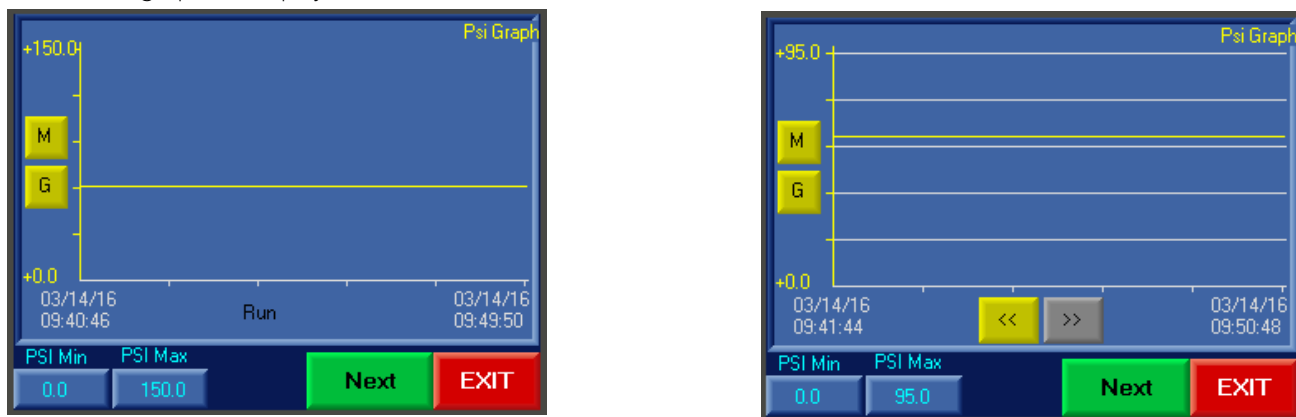 Psi Graph
+150.0
M
G
+0.0
03/14/16
09:40:46
Run
03/14/16
09:49:50
PSI Min
PSI Max
0.0
150.0
Next
EXIT
Psi Graph
+95.0
M
G
+0.0
03/14/16
09:41:44
<<
>>
03/14/16
09:50:48
PSI Min
PSI Max
0.0
95.0
Next
EXIT